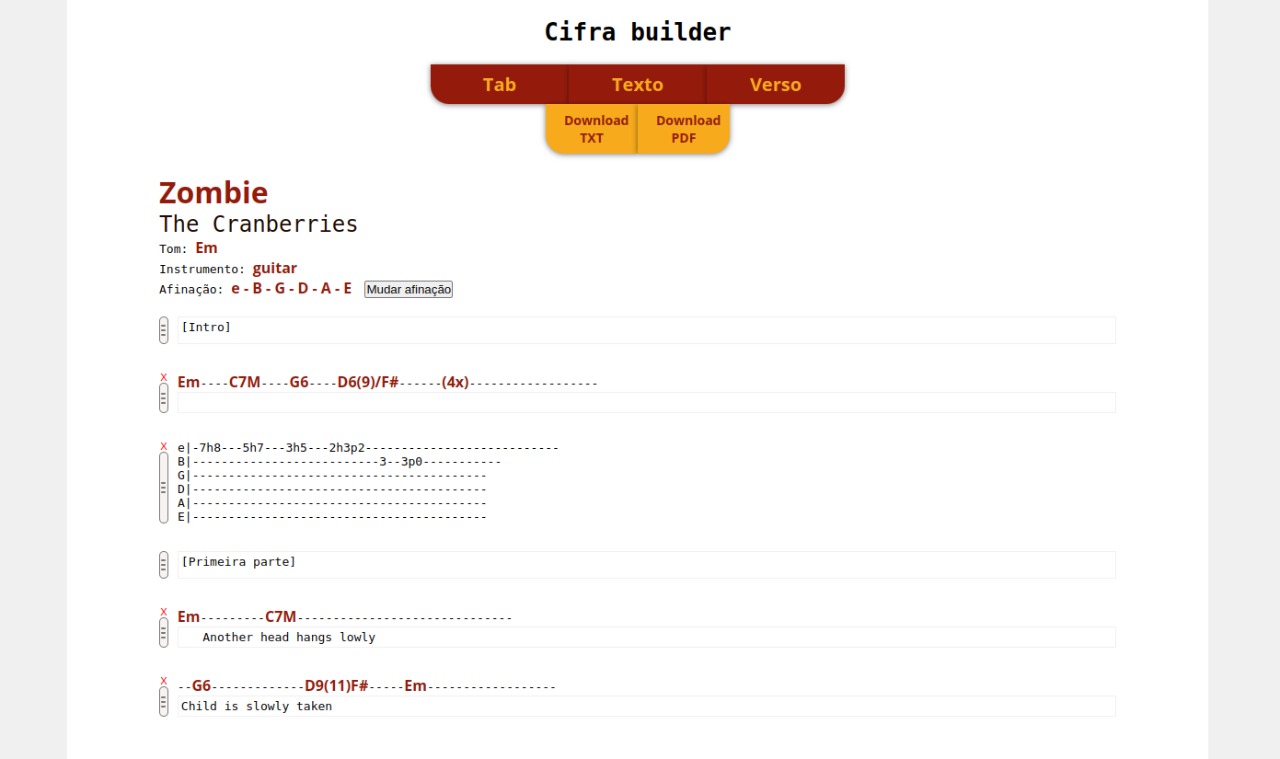 Cifra builder
Tab Texto Verso
Download TXT Download PDF
Zombie
The Cranberries
Tom: Em
Instrumento: guitar
Afinação: e - B - G - D - A - E Mudar afinação
[Intro]
X
Em----C7M----G6----D6(9)/F#------(4x)------------------
X
e|-7h8---5h7---3h5---2h3p2---------------------------
B|--------------------------3--3p0-----------
G|-----------------------------------------
D|-----------------------------------------
A|-----------------------------------------
E|-----------------------------------------
[Primeira parte]
X
Em---------C7M------------------------------
Another head hangs lowly
X
--G6-------------D9(11)F#-----Em------------------
Child is slowly taken